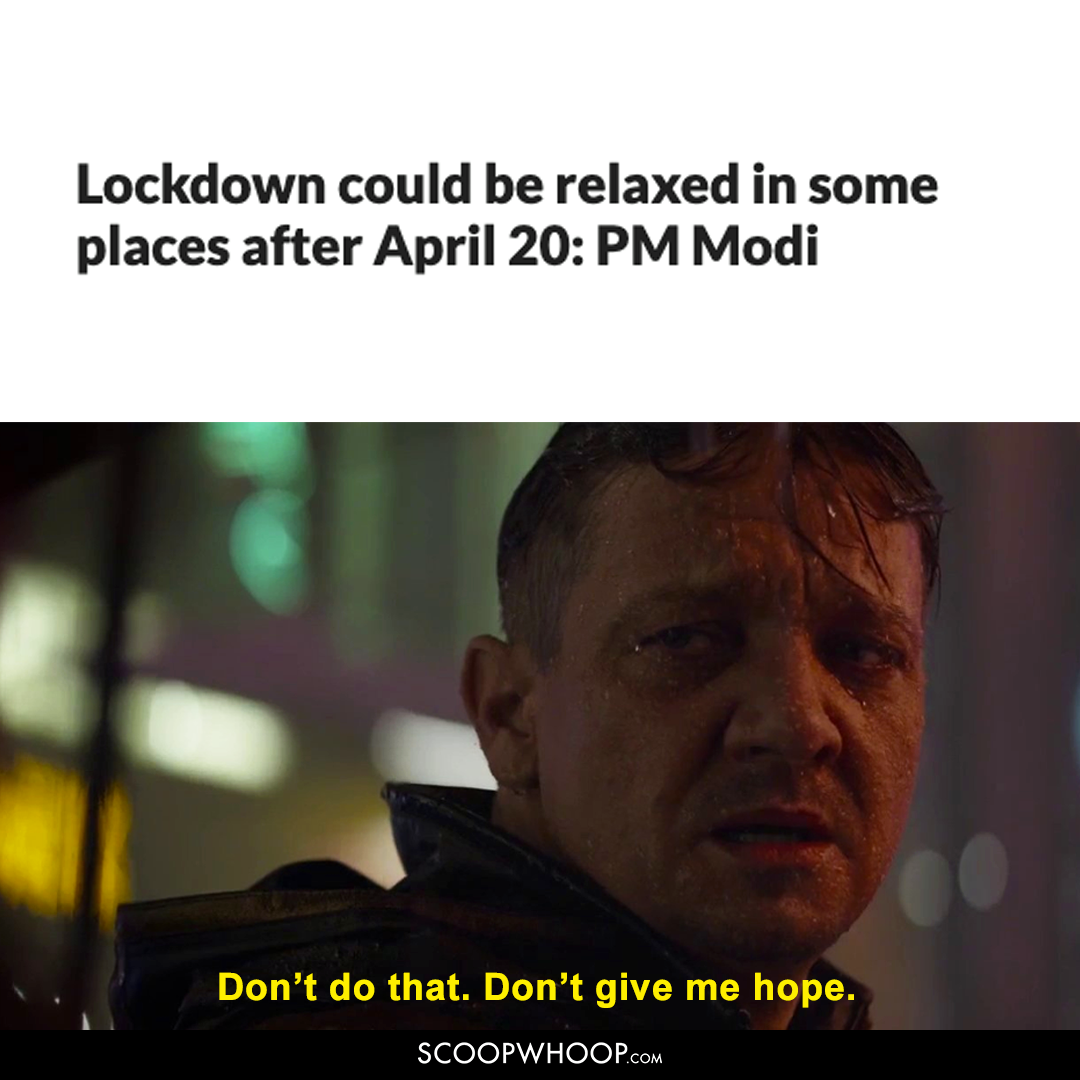 Lockdown could be relaxed in some
places after April 20: PM Modi
Don't do that. Don't give me hope.
SCOOPWHOOP.COM